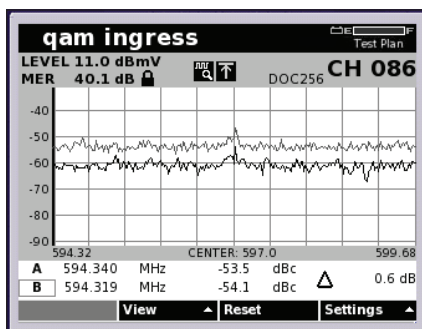 qam ingress
E F
Test Plan
LEVEL 11.0 dBmV
MER 40.1 dB
DOC256 CH 086
-40
-50
-60
-70
-80
-90
594.32 CENTER: 597.0 599.68
A 594.340 MHz -53.5 dBc
B 594.319 MHz -54.1 dBc
Δ 0.6 dB
View Reset Settings